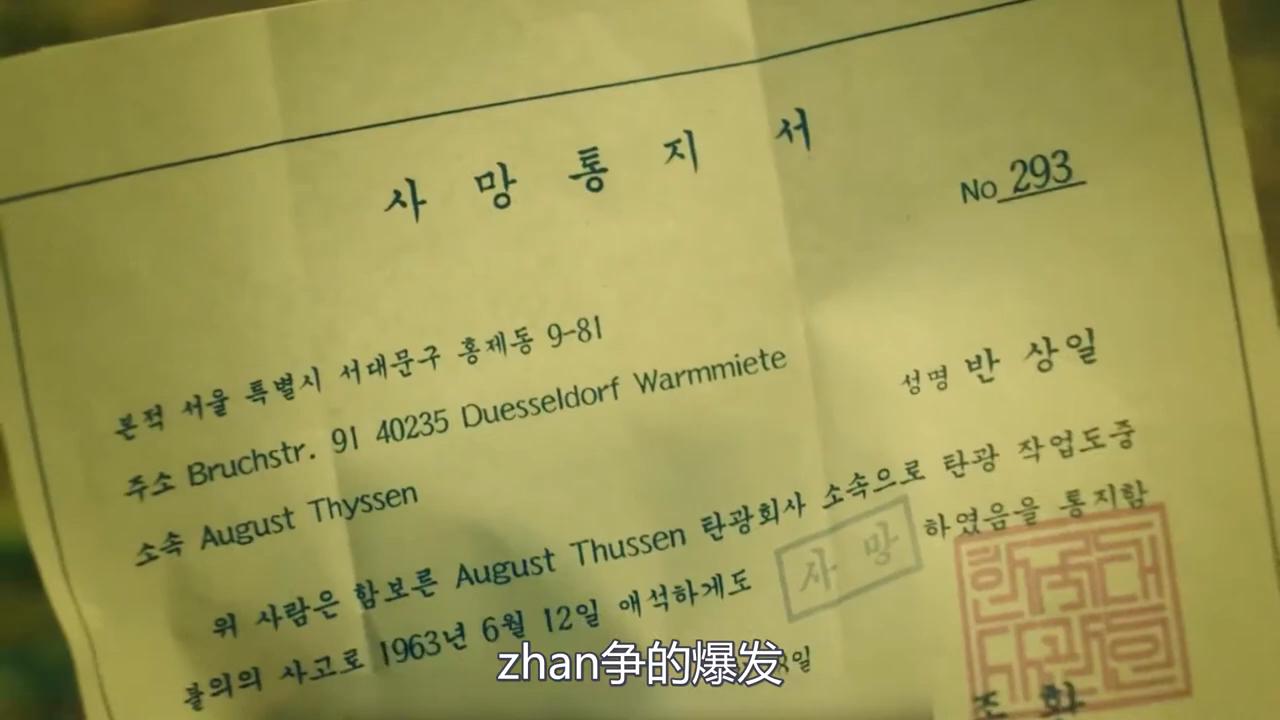 사 망 통 지 서
No 293
본적 서울 특별시 서대문구 홍제동 9-81
주소 Bruchstr. 91 40235 Duesseldorf Warmmiete
성명 반 상일
소속 August Thyssen
위 사람은 함보른 August Thussen 탄광회사 소속으로 탄광 작업도중
불의의 사고로 1963년 6월 12일 애석하게도 사 망 하였음을 통지함
일
zhan争的爆发